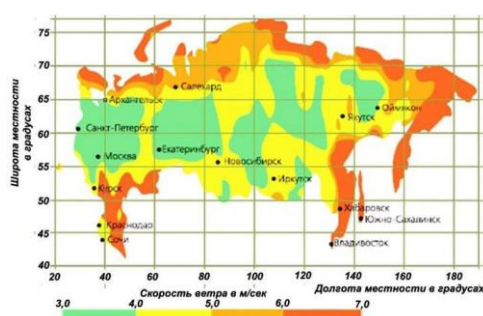 Широта местности
в градусах
75
70
65
60
55
50
45
40
Архангельск
Салехард
Санкт-Петербург
Москва
Екатеринбург
Новосибирск
Иркутск
Якутск
Оймякон
Курск
Краснодар
Сочи
Хабаровск
Южно-Сахалинск
Владивосток
20 40 60 80 100 120 140 160 180
Скорость ветра в м/сек
Долгота местности в градусах
3,0 4,0 5,0 6,0 7,0